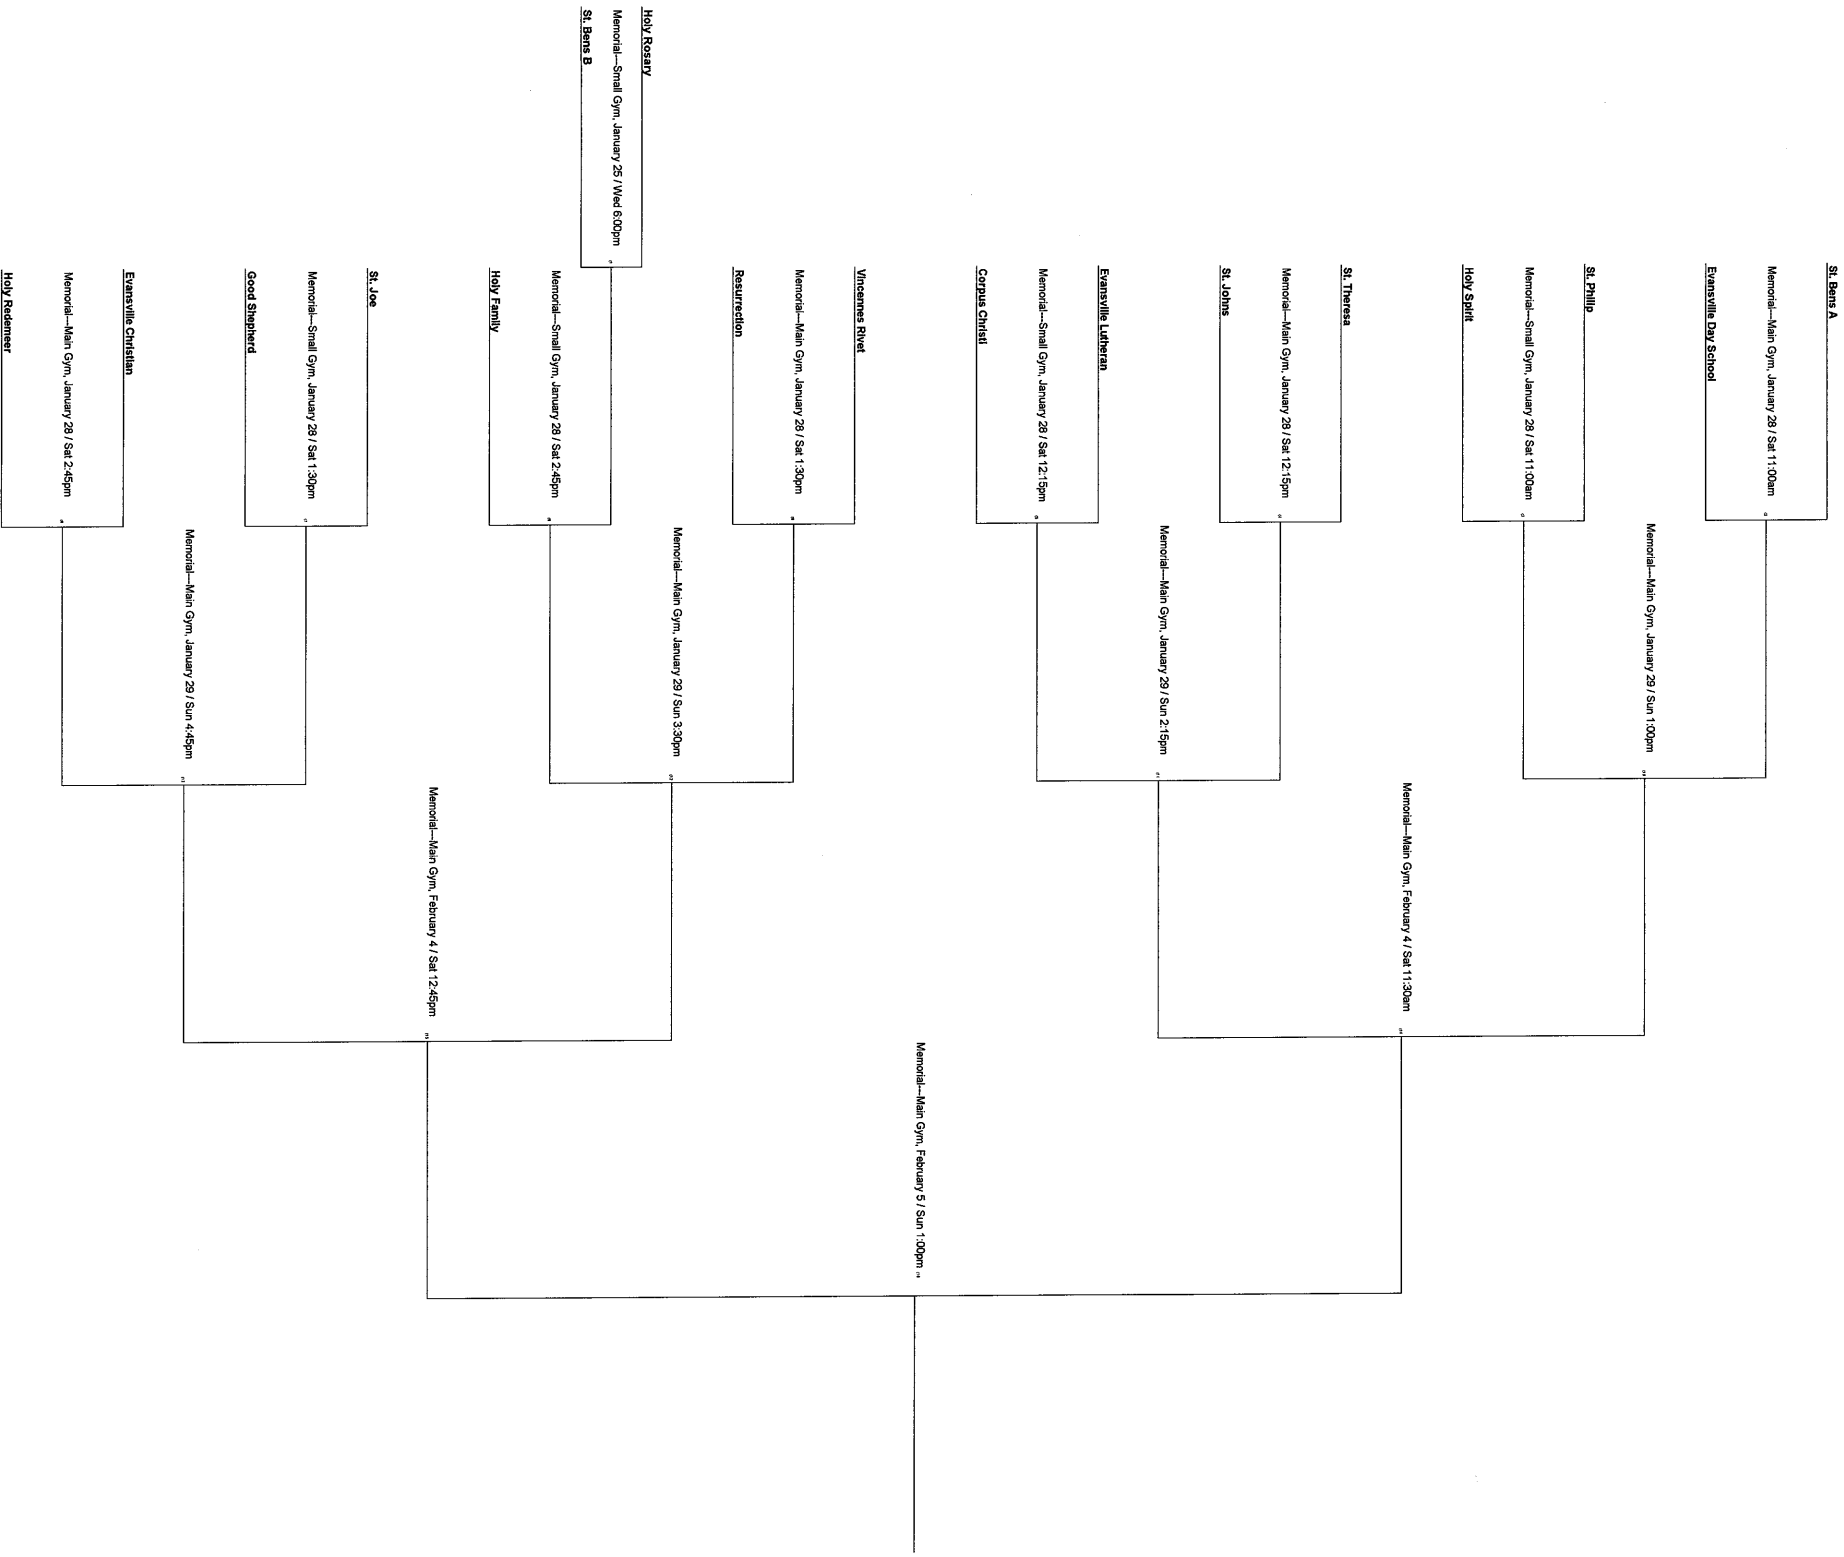 St. Bens A
Memorial---Main Gym, January 28 / Sat 11:00am
Evansville Day School
Memorial---Main Gym, January 29 / Sun 1:00pm
St. Philip
Memorial---Small Gym, January 28 / Sat 11:00am
Holy Spirit
Memorial---Main Gym, February 4 / Sat 11:30am
St. Theresa
Memorial---Main Gym, January 28 / Sat 12:15pm
St. Johns
Memorial---Main Gym, January 29 / Sun 2:15pm
Evansville Lutheran
Memorial---Small Gym, January 28 / Sat 12:15pm
Corpus Christi
Memorial---Main Gym, February 5 / Sun 1:00pm
Vincennes Rivet
Memorial---Main Gym, January 28 / Sat 1:30pm
Resurrection
Memorial---Main Gym, January 29 / Sun 3:30pm
Holy Rosary
Memorial---Small Gym, January 25 / Wed 6:00pm
St. Bens B
Memorial---Small Gym, January 28 / Sat 2:45pm
Holy Family
Memorial---Main Gym, February 4 / Sat 12:45pm
St. Joe
Memorial---Small Gym, January 28 / Sat 1:30pm
Good Shepherd
Memorial---Main Gym, January 29 / Sun 4:45pm
Evansville Christian
Memorial---Main Gym, January 28 / Sat 2:45pm
Holy Redemeer